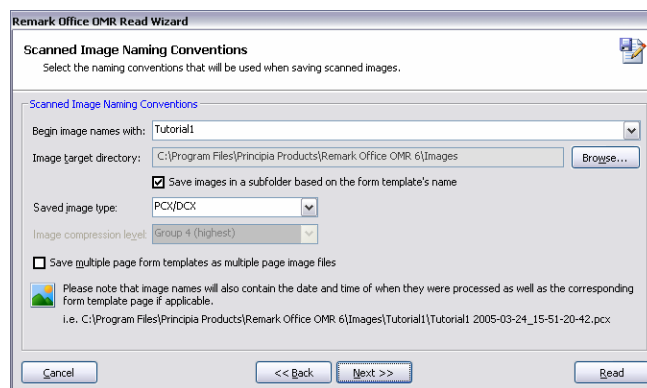 Remark Office OMR Read Wizard
Scanned Image Naming Conventions
Select the naming conventions that will be used when saving scanned images.
Scanned Image Naming Conventions
Begin image names with: Tutorial1
Image target directory: C:\Program Files\Principia Products\Remark Office OMR 6\Images Browse...
Save images in a subfolder based on the form template's name
Saved image type: PCX/DCX
Image compression level: Group 4 (highest)
Save multiple page form templates as multiple page image files
Please note that image names will also contain the date and time of when they were processed as well as the corresponding
form template page if applicable.
i.e. C:\Program Files\Principia Products\Remark Office OMR 6\Images\Tutorial1\Tutorial1 2005-03-24_15-51-20-42.pcx
Cancel << Back Next >> Read